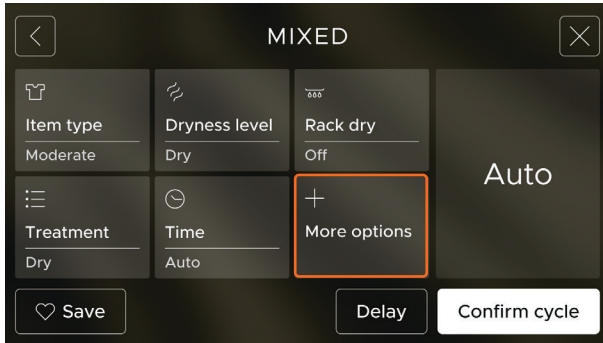 MIXED
Item type
Moderate
Dryness level
Dry
Rack dry
Off
Auto
Treatment
Dry
Time
Auto
More options
Save
Delay
Confirm cycle